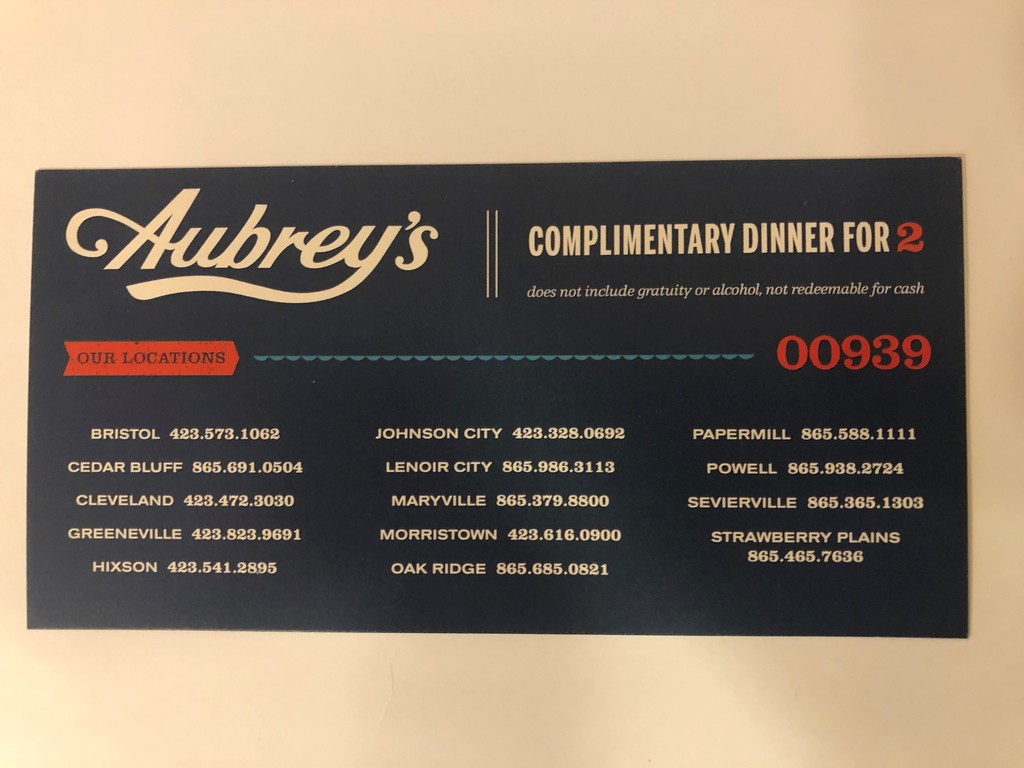 Aubrey's
COMPLIMENTARY DINNER FOR 2
does not include gratuity or alcohol, not redeemable for cash
OUR LOCATIONS
00939
BRISTOL 423.573.1062
CEDAR BLUFF 865.691.0504
CLEVELAND 423.472.3030
GREENEVILLE 423.823.9691
HIXSON 423.541.2895
JOHNSON CITY 423.328.0692
LENOIR CITY 865.986.3113
MARYVILLE 865.379.8800
MORRISTOWN 423.616.0900
OAK RIDGE 865.685.0821
PAPERMILL 865.588.1111
POWELL 865.938.2724
SEVIERVILLE 865.365.1303
STRAWBERRY PLAINS
865.465.7636